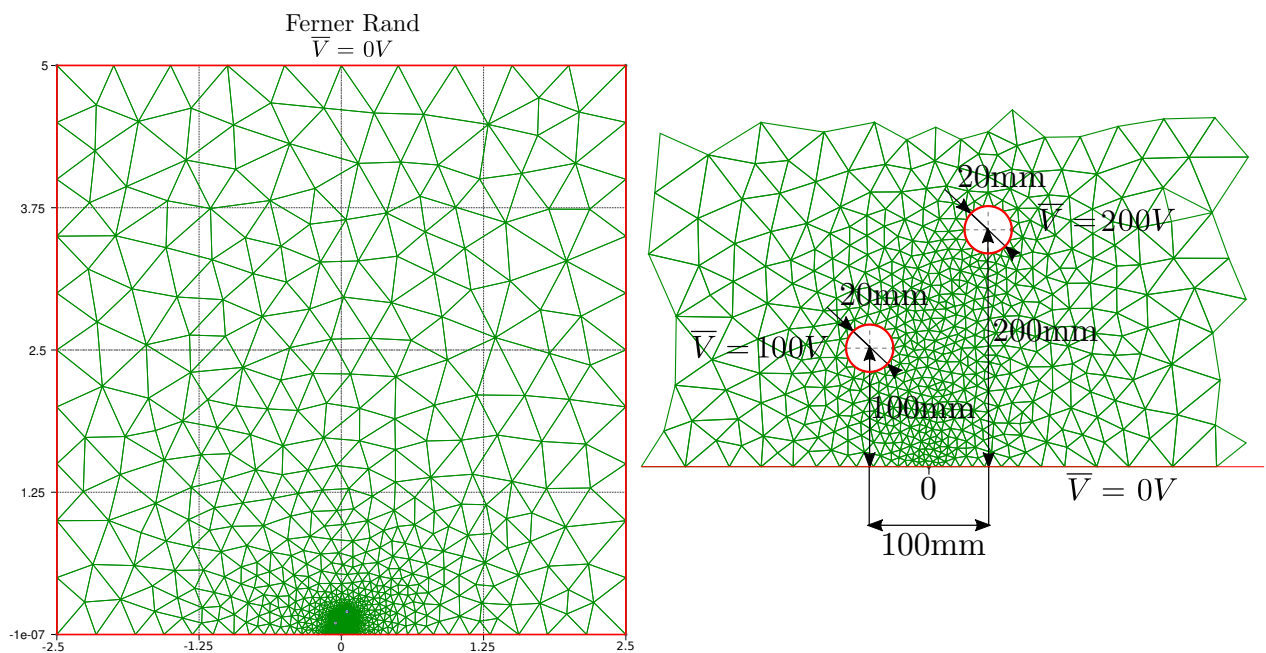 Ferner Rand
V̅ = 0V
5
3.75
2.5
1.25
-1e-07
-2.5
-1.25
0
1.25
2.5
20mm
V̅ = 200V
20mm
200mm
V̅ = 100V
100mm
0
V̅ = 0V
100mm